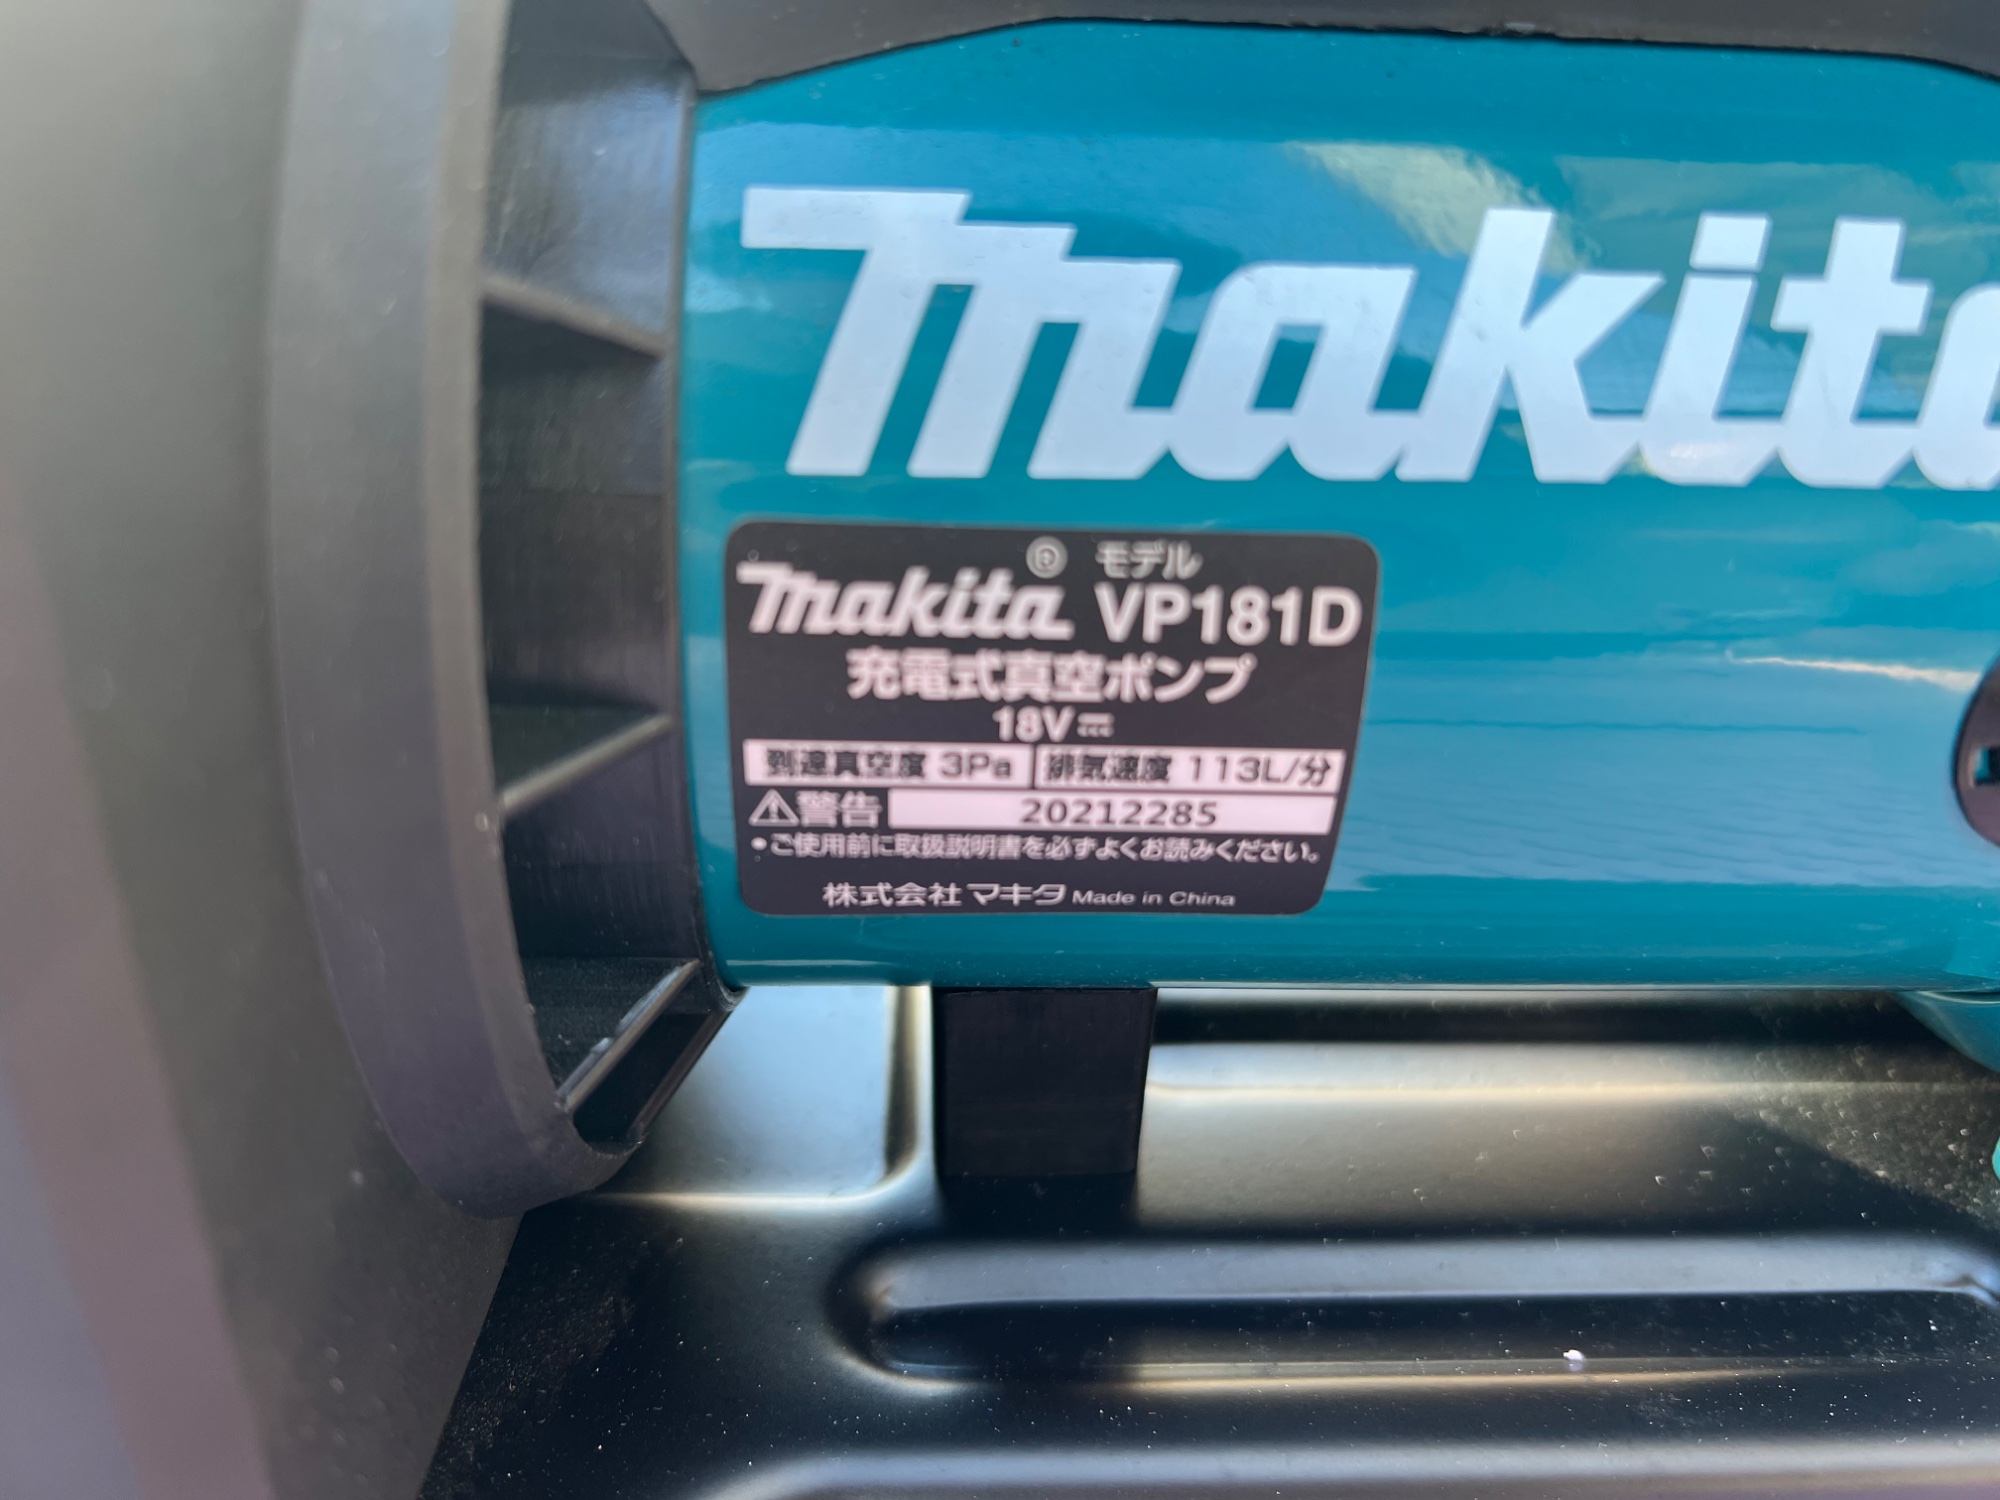 makita
® モデル
makita VP181D
充電式真空ポンプ
18V⎓
到達真空度 3Pa 排気速度 113L/分
⚠警告 20212285
•ご使用前に取扱説明書を必ずよくお読みください。
株式会社 マキタ Made in China